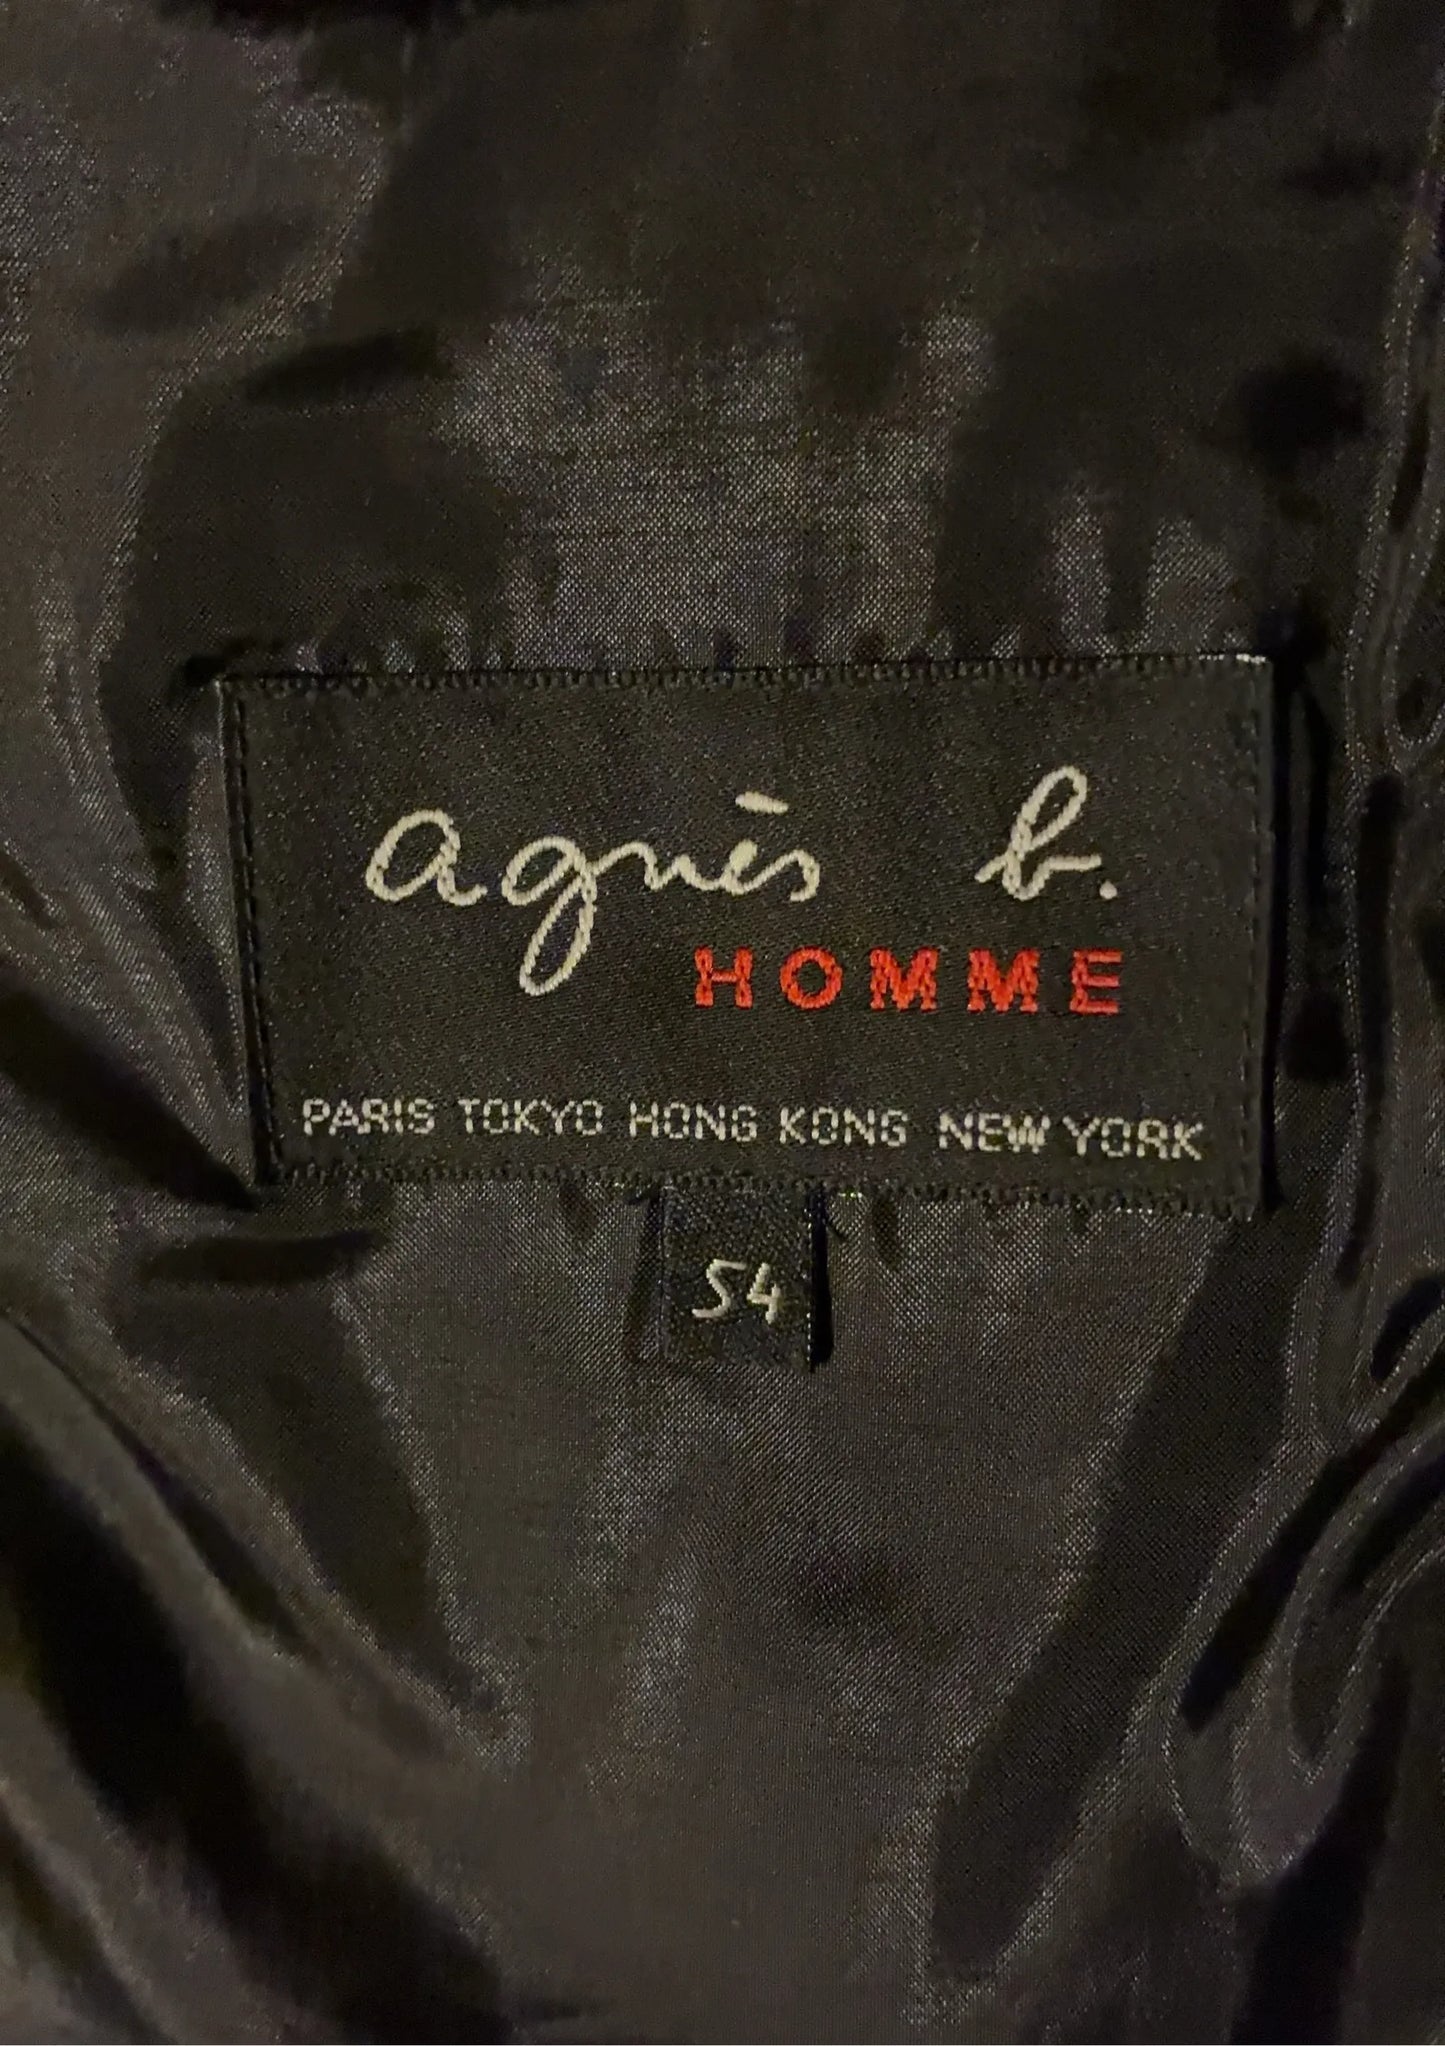 agnès b.
HOMME
PARIS TOKYO HONG KONG NEW YORK
54